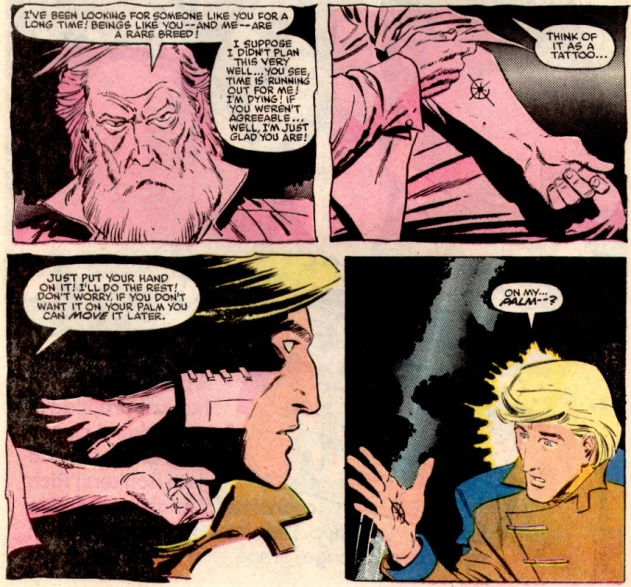 I'VE BEEN LOOKING FOR SOMEONE LIKE YOU FOR A
LONG TIME! BEINGS LIKE YOU--AND ME--ARE
A RARE BREED!
I SUPPOSE
I DIDN'T PLAN
THIS VERY
WELL...YOU SEE,
TIME IS RUNNING
OUT FOR ME!
I'M DYING! IF
YOU WEREN'T
AGREEABLE...
WELL, I'M JUST
GLAD YOU ARE!
THINK OF
IT AS A
TATTOO...
JUST PUT YOUR HAND
ON IT! I'LL DO THE REST!
DON'T WORRY, IF YOU DON'T
WANT IT ON YOUR PALM YOU
CAN MOVE IT LATER.
ON MY...
PALM--?